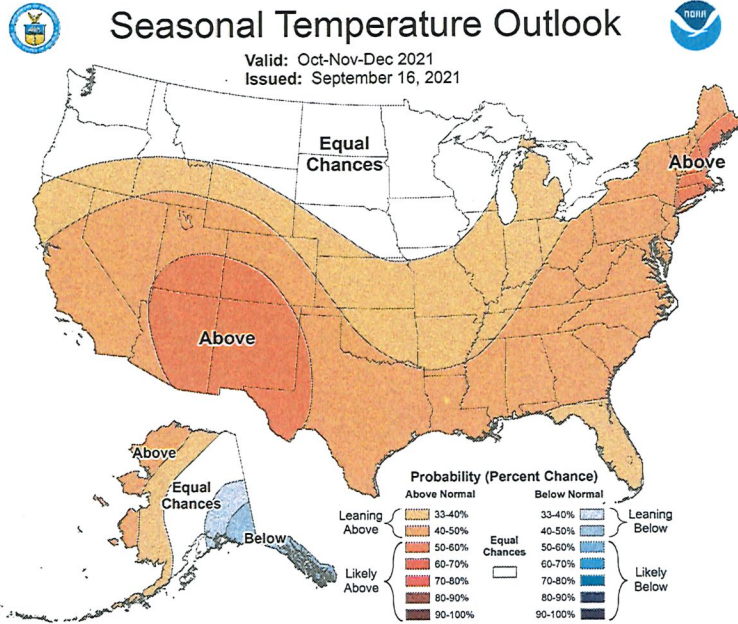 Seasonal Temperature Outlook
NOAA
Valid: Oct-Nov-Dec 2021
Issued: September 16, 2021
Equal
Chances
Above
Above
Above
Equal
Chances
Below
Probability (Percent Chance)
Above Normal
Below Normal
Leaning
Above
33-40%
40-50%
Likely
Above
50-60%
60-70%
70-80%
80-90%
90-100%
Equal
Chances
33-40%
40-50%
Leaning
Below
50-60%
60-70%
70-80%
80-90%
90-100%
Likely
Below